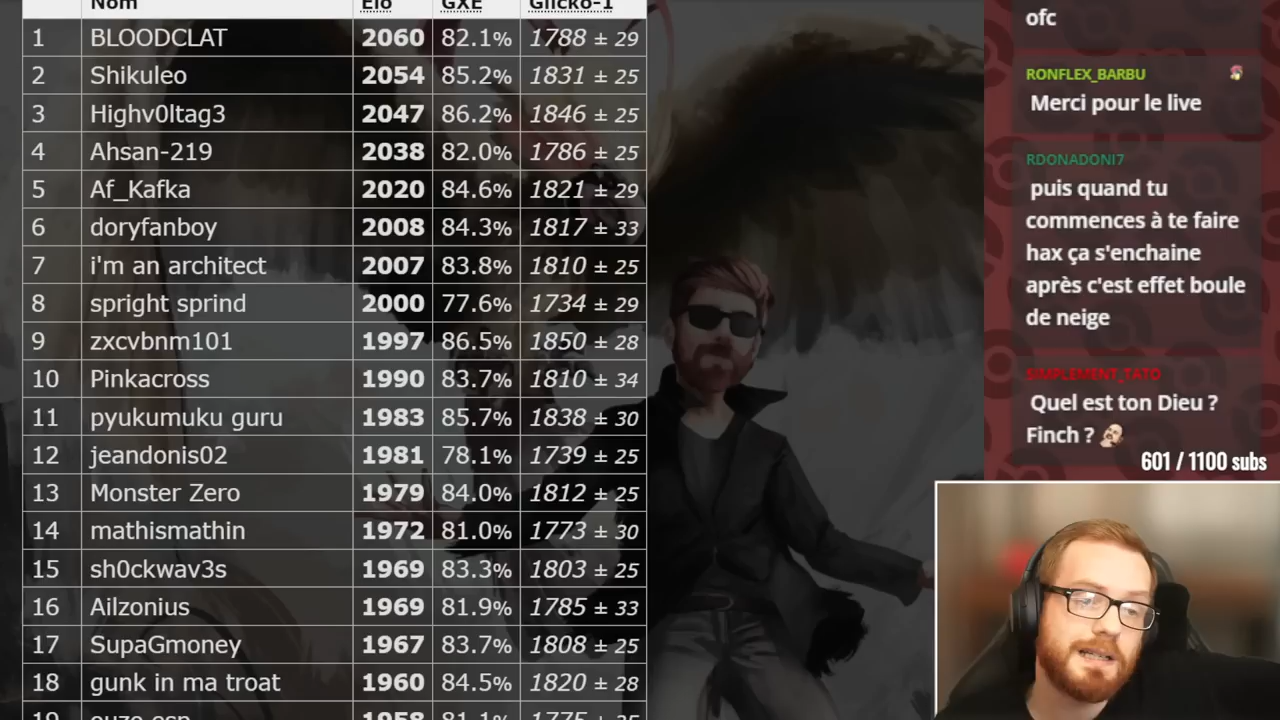 Nom Elo GXE Glicko-1
1 BLOODCLAT 2060 82.1% 1788 ± 29
2 Shikuleo 2054 85.2% 1831 ± 25
3 Highv0ltag3 2047 86.2% 1846 ± 25
4 Ahsan-219 2038 82.0% 1786 ± 25
5 Af_Kafka 2020 84.6% 1821 ± 29
6 doryfanboy 2008 84.3% 1817 ± 33
7 i'm an architect 2007 83.8% 1810 ± 25
8 spright sprind 2000 77.6% 1734 ± 29
9 zxcvbnm101 1997 86.5% 1850 ± 28
10 Pinkacross 1990 83.7% 1810 ± 34
11 pyukumuku guru 1983 85.7% 1838 ± 30
12 jeandonis02 1981 78.1% 1739 ± 25
13 Monster Zero 1979 84.0% 1812 ± 25
14 mathismathin 1972 81.0% 1773 ± 30
15 sh0ckwav3s 1969 83.3% 1803 ± 25
16 Ailzonius 1969 81.9% 1785 ± 33
17 SupaGmoney 1967 83.7% 1808 ± 25
18 gunk in ma troat 1960 84.5% 1820 ± 28
19 1958 81.1% 1775
ofc
RONFLEX_BARBU
Merci pour le live
RDONADONI7
puis quand tu
commences à te faire
hax ça s'enchaine
après c'est effet boule
de neige
SIMPLEMENT_TATO
Quel est ton Dieu ?
Finch ?
601 / 1100 subs